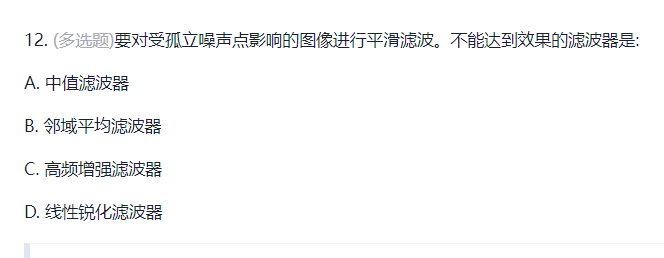 12. (多选题)要对受孤立噪声点影响的图像进行平滑滤波。不能达到效果的滤波器是:
A. 中值滤波器
B. 邻域平均滤波器
C. 高频增强滤波器
D. 线性锐化滤波器